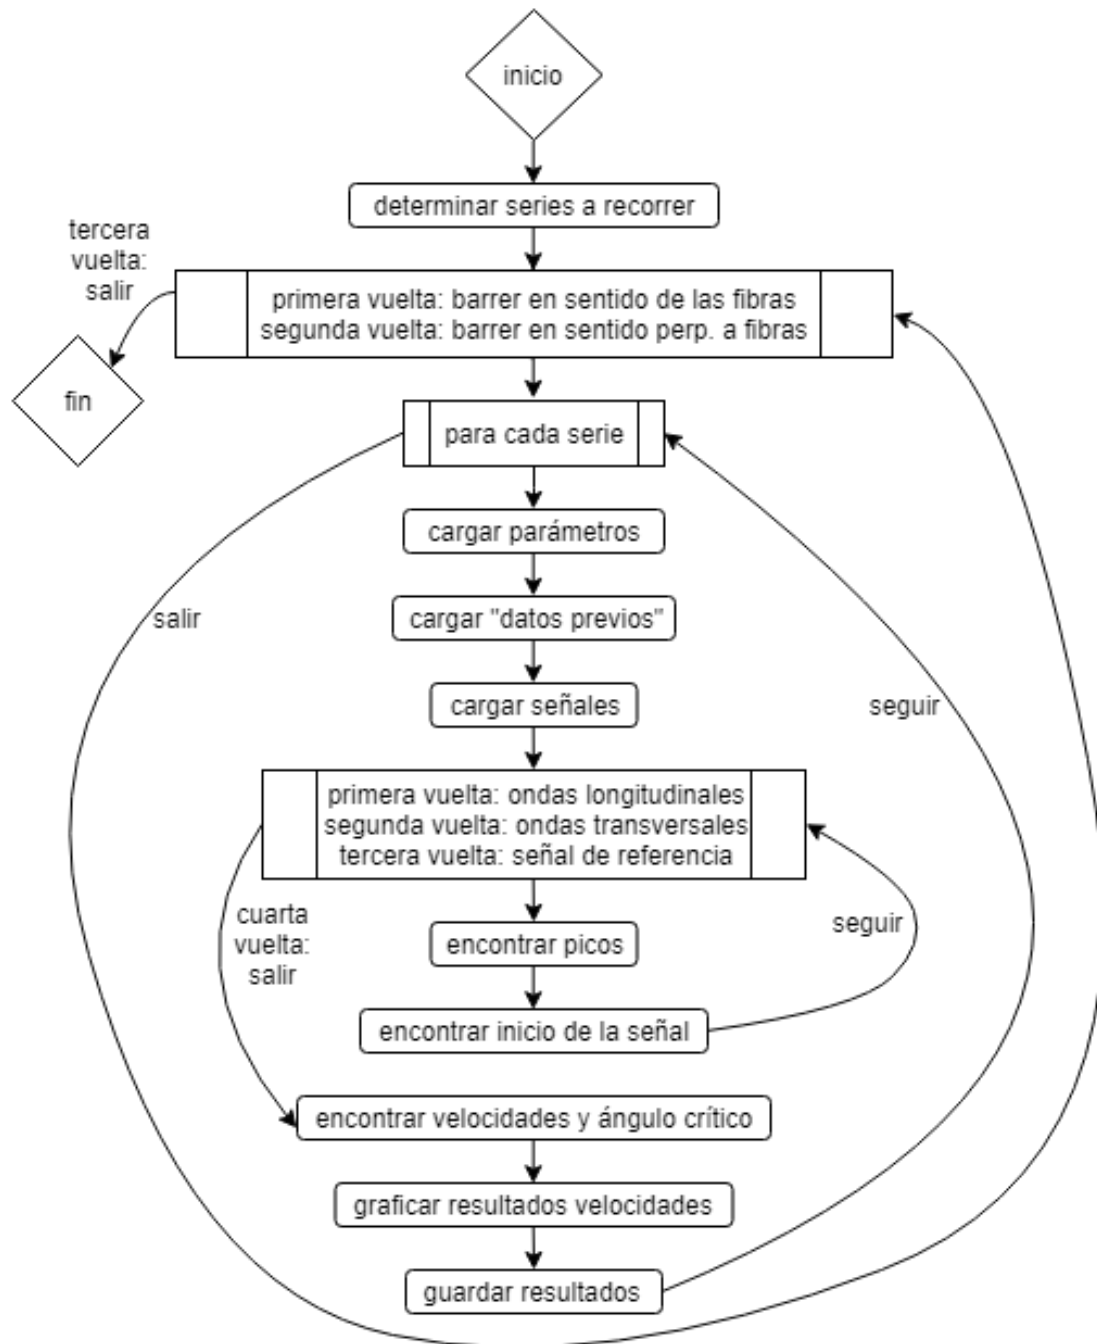 inicio
determinar series a recorrer
tercera
vuelta:
salir
primera vuelta: barrer en sentido de las fibras
segunda vuelta: barrer en sentido perp. a fibras
fin
para cada serie
cargar parámetros
salir
cargar "datos previos"
cargar señales
seguir
primera vuelta: ondas longitudinales
segunda vuelta: ondas transversales
tercera vuelta: señal de referencia
cuarta
vuelta:
salir
encontrar picos
seguir
encontrar inicio de la señal
encontrar velocidades y ángulo crítico
graficar resultados velocidades
guardar resultados